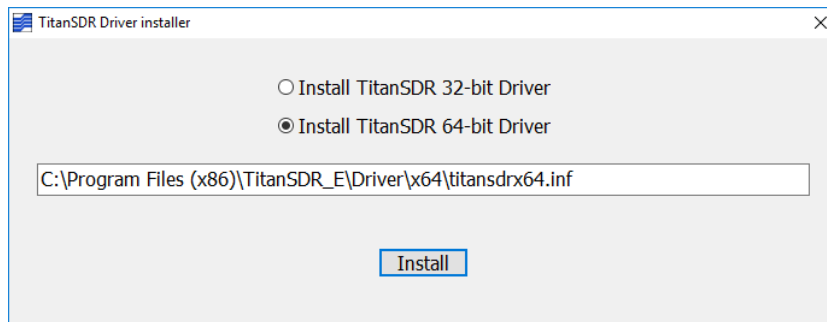 TitanSDR Driver installer
Install TitanSDR 32-bit Driver
Install TitanSDR 64-bit Driver
C:\Program Files (x86)\TitanSDR_E\Driver\x64\titansdrx64.inf
Install